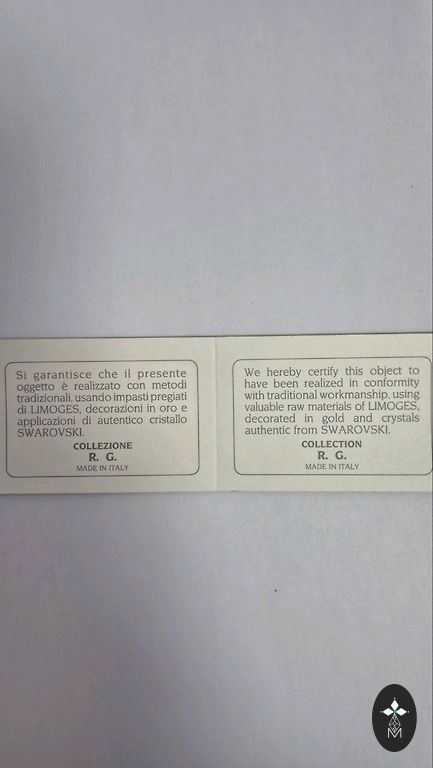 Si garantisce che il presente
oggetto è realizzato con metodi
tradizionali, usando impasti pregiati
di LIMOGES, decorazioni in oro e
applicazioni di autentico cristallo
SWAROVSKI.
COLLEZIONE
R. G.
MADE IN ITALY
We hereby certify this object to
have been realized in conformity
with traditional workmanship, using
valuable raw materials of LIMOGES,
decorated in gold and crystals
authentic from SWAROVSKI.
COLLECTION
R. G.
MADE IN ITALY
M